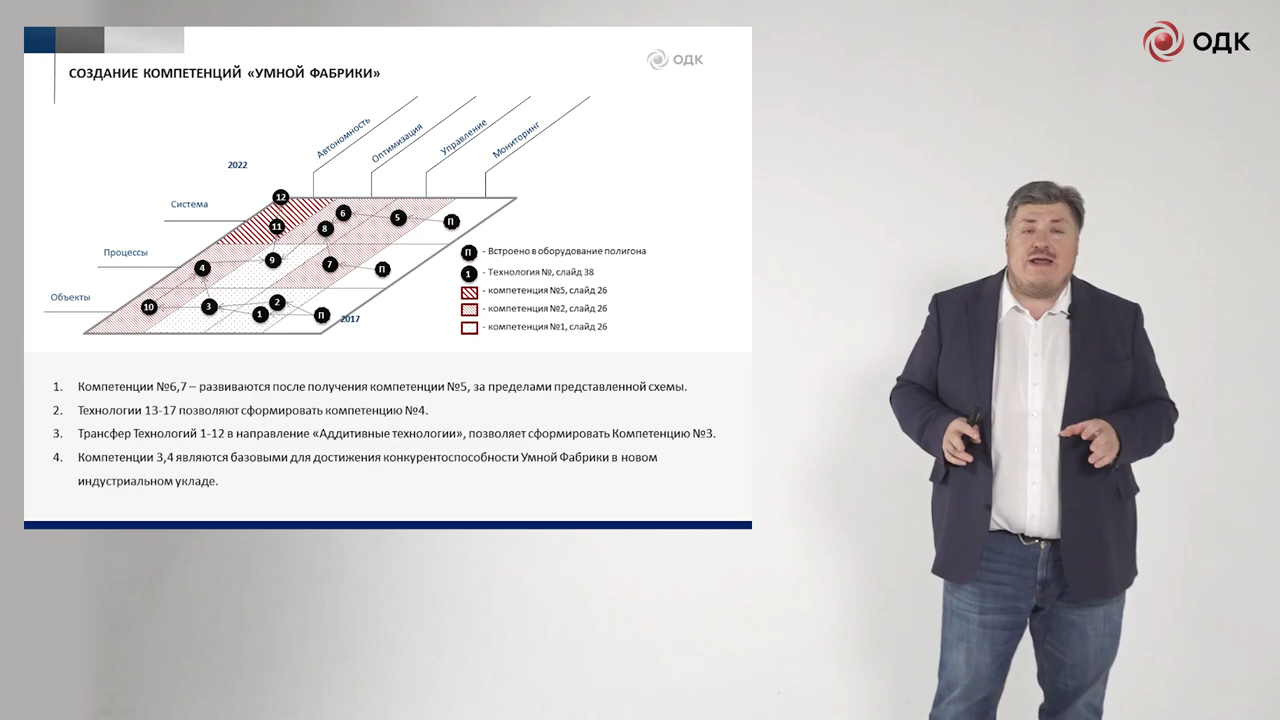 ОДК
СОЗДАНИЕ КОМПЕТЕНЦИЙ «УМНОЙ ФАБРИКИ»
ОДК
Автономность
Оптимизация
Управление
Мониторинг
2022
Система
Процессы
Объекты
12
6
5
П
11
8
4
9
7
П
10
3
2
1
П
2017
П - Встроено в оборудование полигона
1 - Технология №, слайд 38
- компетенция №5, слайд 26
- компетенция №2, слайд 26
- компетенция №1, слайд 26
1. Компетенции №6,7 – развиваются после получения компетенции №5, за пределами представленной схемы.
2. Технологии 13-17 позволяют сформировать компетенцию №4.
3. Трансфер Технологий 1-12 в направление «Аддитивные технологии», позволяет сформировать Компетенцию №3.
4. Компетенции 3,4 являются базовыми для достижения конкурентоспособности Умной Фабрики в новом
индустриальном укладе.